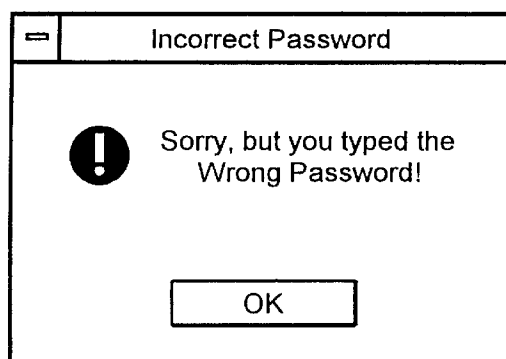 Incorrect Password
Sorry, but you typed the
Wrong Password!
OK